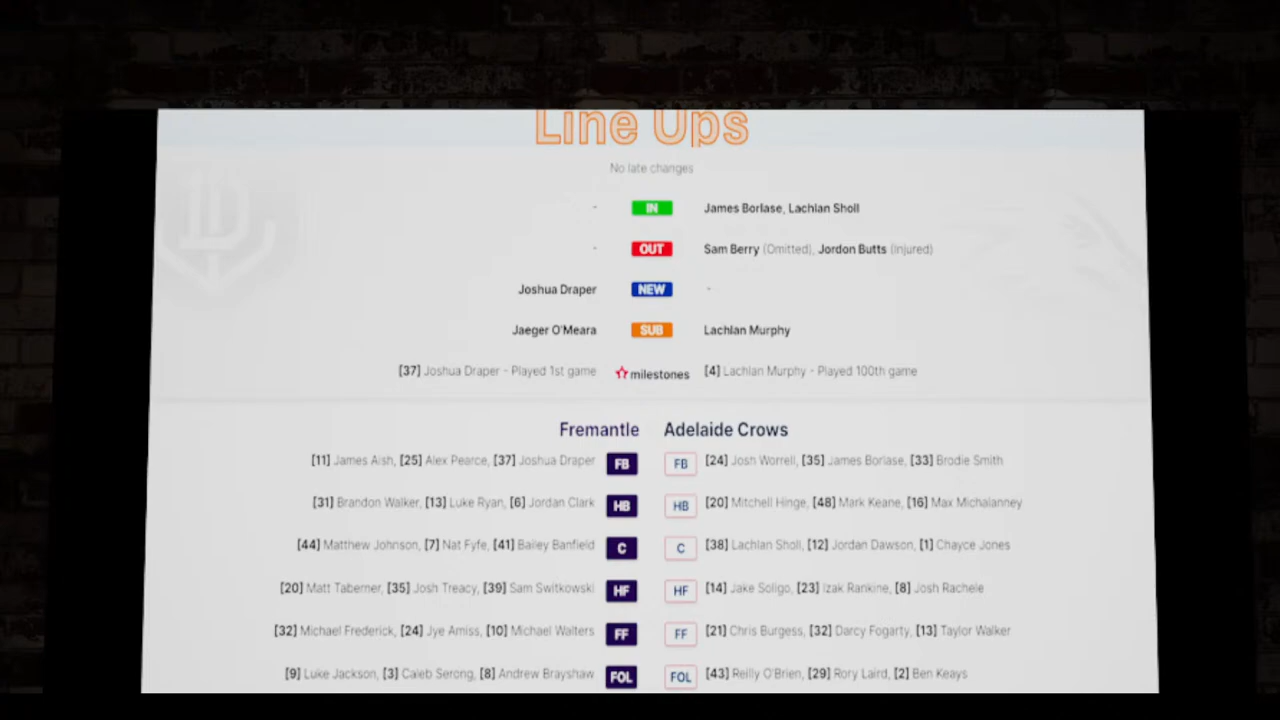 Line Ups
No late changes
- IN James Borlase, Lachlan Sholl
- OUT Sam Berry (Omitted), Jordon Butts (Injured)
Joshua Draper NEW -
Jaeger O'Meara SUB Lachlan Murphy
[37] Joshua Draper - Played 1st game milestones [4] Lachlan Murphy - Played 100th game
Fremantle Adelaide Crows
[11] James Aish, [25] Alex Pearce, [37] Joshua Draper FB FB [24] Josh Worrell, [35] James Borlase, [33] Brodie Smith
[31] Brandon Walker, [13] Luke Ryan, [6] Jordan Clark HB HB [20] Mitchell Hinge, [48] Mark Keane, [16] Max Michalanney
[44] Matthew Johnson, [7] Nat Fyfe, [41] Bailey Banfield C C [38] Lachlan Sholl, [12] Jordan Dawson, [1] Chayce Jones
[20] Matt Taberner, [35] Josh Treacy, [39] Sam Switkowski HF HF [14] Jake Soligo, [23] Izak Rankine, [8] Josh Rachele
[32] Michael Frederick, [24] Jye Amiss, [10] Michael Walters FF FF [21] Chris Burgess, [32] Darcy Fogarty, [13] Taylor Walker
[9] Luke Jackson, [3] Caleb Serong, [8] Andrew Brayshaw FOL FOL [43] Reilly O'Brien, [29] Rory Laird, [2] Ben Keays